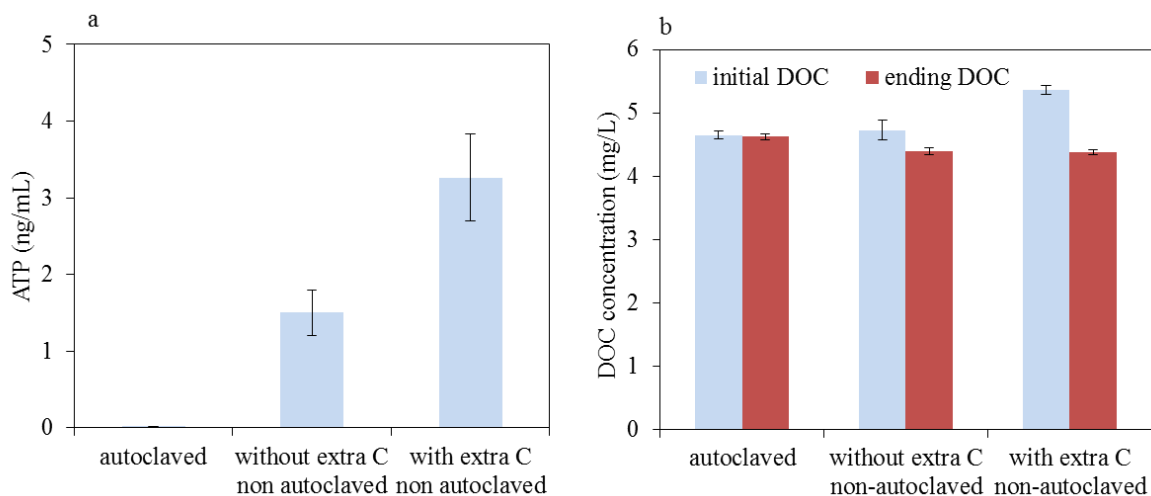 a
5
4
3
2
1
0
ATP (ng/mL)
autoclaved
without extra C
non autoclaved
with extra C
non autoclaved
b
6
5
4
3
2
1
0
DOC concentration (mg/L)
initial DOC
ending DOC
autoclaved
without extra C
non-autoclaved
with extra C
non-autoclaved